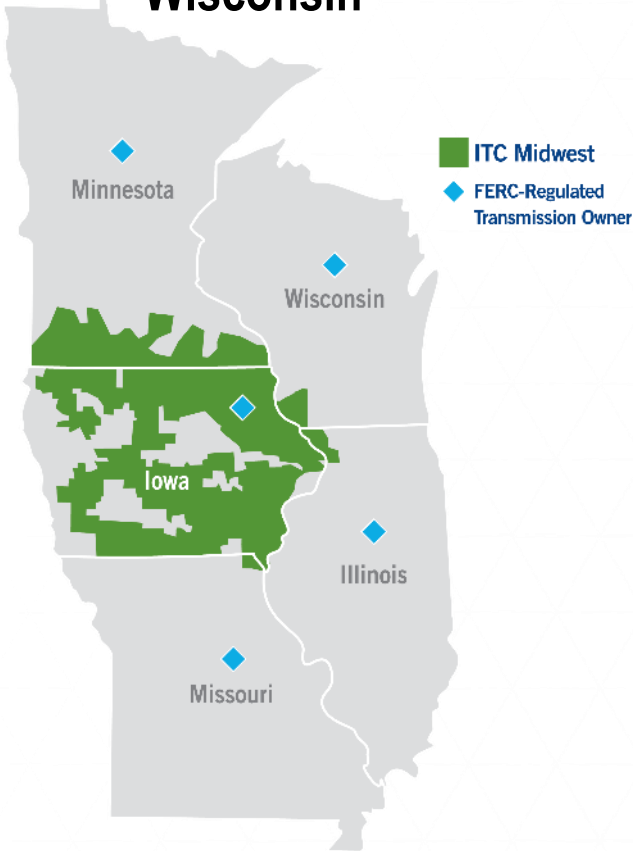 Wisconsin
ITC Midwest
FERC-Regulated
Transmission Owner
Minnesota
Wisconsin
Iowa
Illinois
Missouri